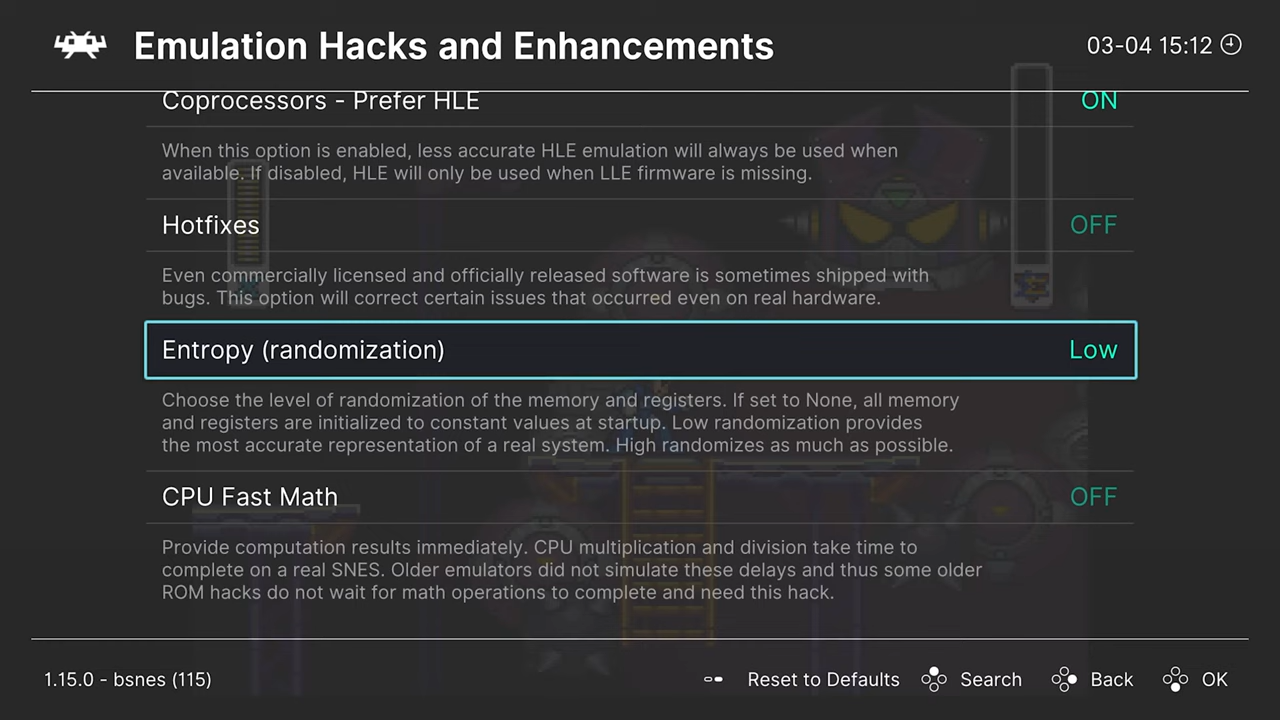 Emulation Hacks and Enhancements
03-04 15:12
Coprocessors - Prefer HLE ON
When this option is enabled, less accurate HLE emulation will always be used when
available. If disabled, HLE will only be used when LLE firmware is missing.
Hotfixes OFF
Even commercially licensed and officially released software is sometimes shipped with
bugs. This option will correct certain issues that occurred even on real hardware.
Entropy (randomization) Low
Choose the level of randomization of the memory and registers. If set to None, all memory
and registers are initialized to constant values at startup. Low randomization provides
the most accurate representation of a real system. High randomizes as much as possible.
CPU Fast Math OFF
Provide computation results immediately. CPU multiplication and division take time to
complete on a real SNES. Older emulators did not simulate these delays and thus some older
ROM hacks do not wait for math operations to complete and need this hack.
1.15.0 - bsnes (115) Reset to Defaults Search Back OK